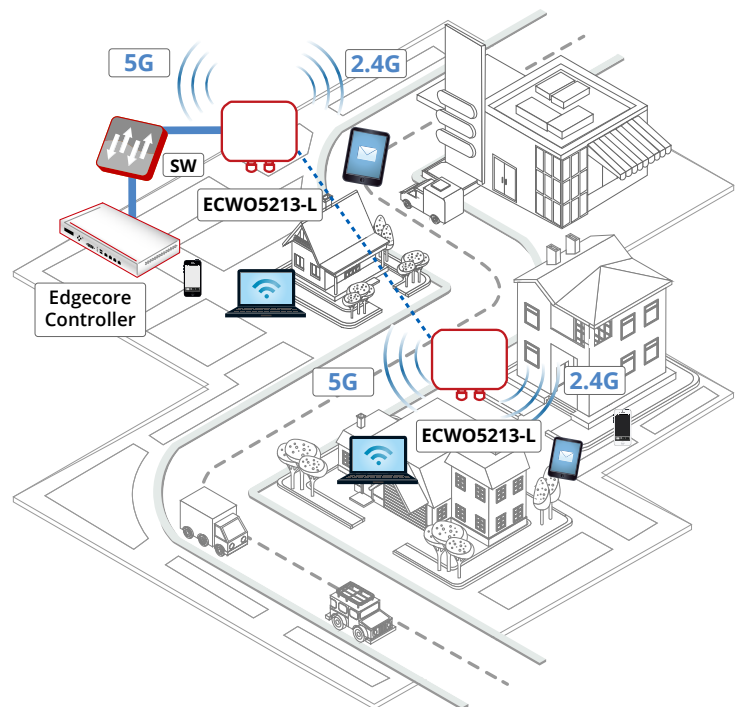 5G
2.4G
SW
ECWO5213-L
Edgecore
Controller
5G
2.4G
ECWO5213-L